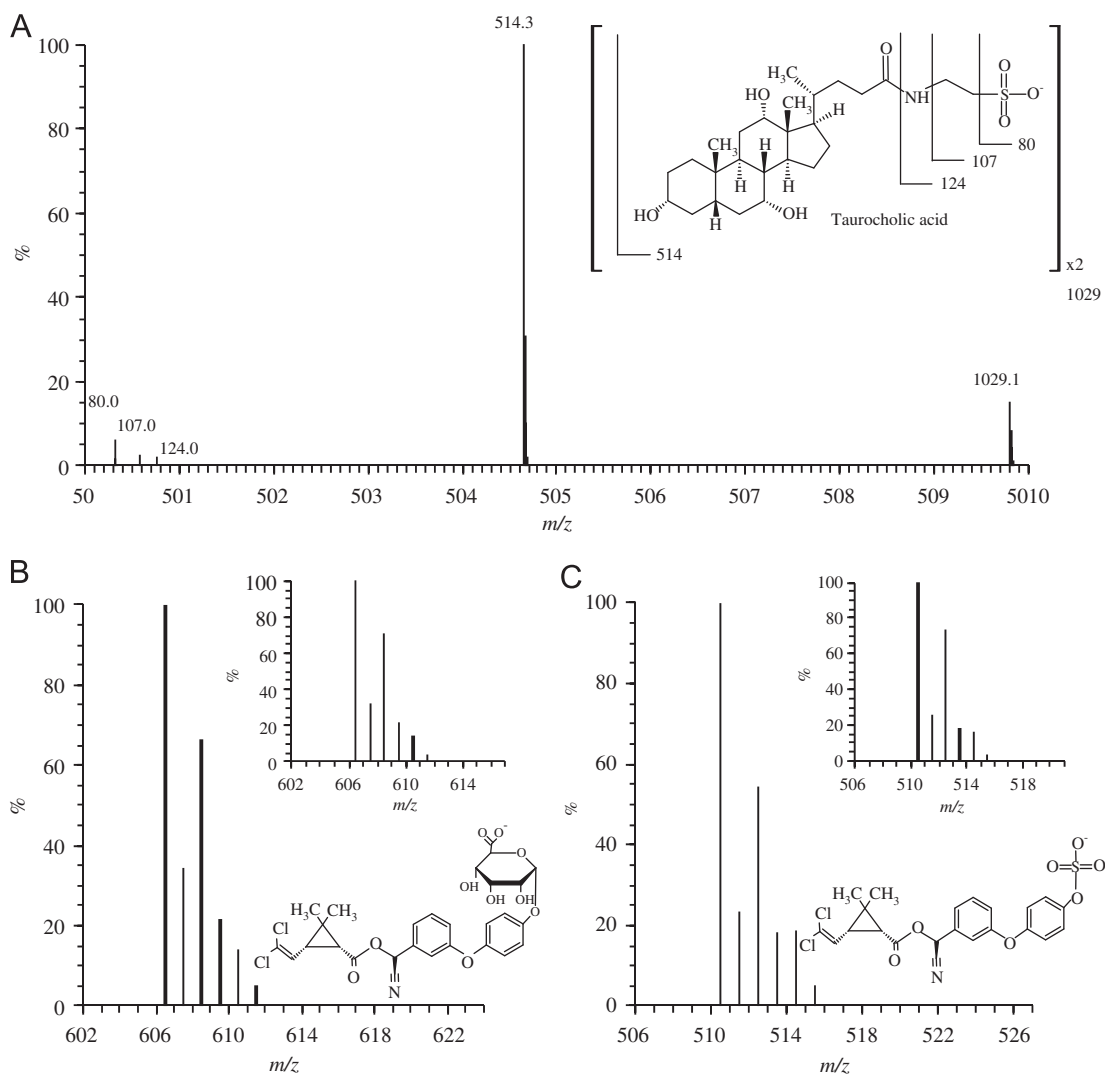 A
100
80
60
40
20
0
%
514.3
80.0
107.0
124.0
1029.1
50 501 502 503 504 505 506 507 508 509 5010
m/z
O
H3C
HO
CH3
H
NH
O
S
O-
O
CH3
H
H
H
HO
H
OH
Taurocholic acid
80
107
124
514
x2
1029
B
100
80
60
40
20
0
%
602 606 610 614 618 622
m/z
100
80
60
40
20
0
%
602 606 610 614
m/z
O O-
O
OH
OH
OH
O
H3C CH3
Cl
Cl
O
O
O
N
C
100
80
60
40
20
0
%
506 510 514 518 522 526
m/z
100
80
60
40
20
0
%
506 510 514 518
m/z
O-
O=S=O
O
H3C CH3
Cl
Cl
O
O
O
N